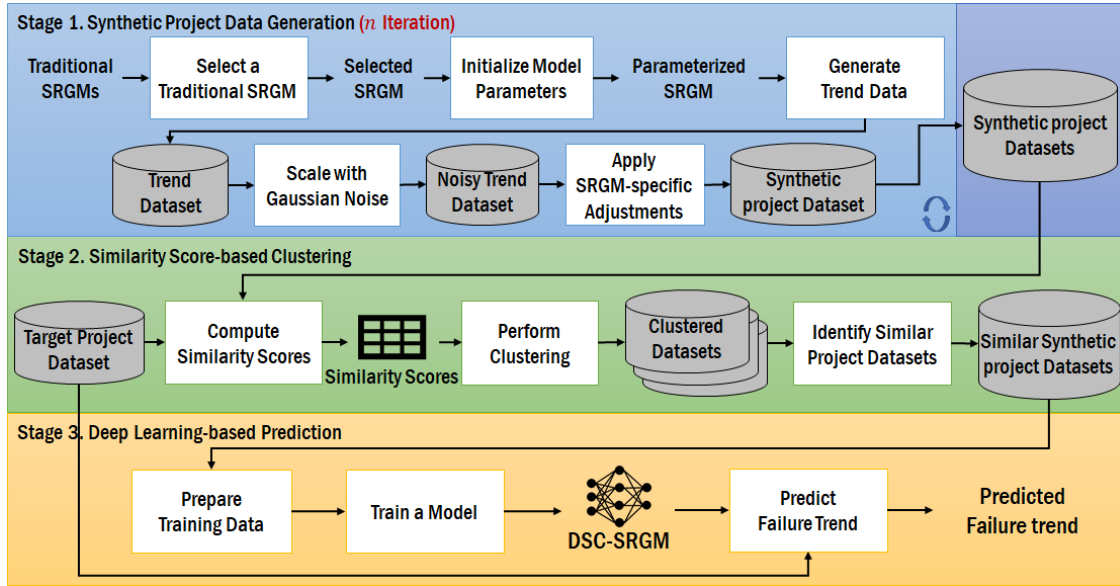 Stage 1. Synthetic Project Data Generation (n Iteration)
Traditional
SRGMs
Select a
Traditional SRGM
Selected
SRGM
Initialize Model
Parameters
Parameterized
SRGM
Generate
Trend Data
Synthetic project
Datasets
Trend
Dataset
Scale with
Gaussian Noise
Noisy Trend
Dataset
Apply
SRGM-specific
Adjustments
Synthetic
project Dataset
Stage 2. Similarity Score-based Clustering
Target Project
Dataset
Compute
Similarity Scores
Similarity Scores
Perform
Clustering
Clustered
Datasets
Identify Similar
Project Datasets
Similar Synthetic
project Datasets
Stage 3. Deep Learning-based Prediction
Prepare
Training Data
Train a Model
DSC-SRGM
Predict
Failure Trend
Predicted
Failure trend